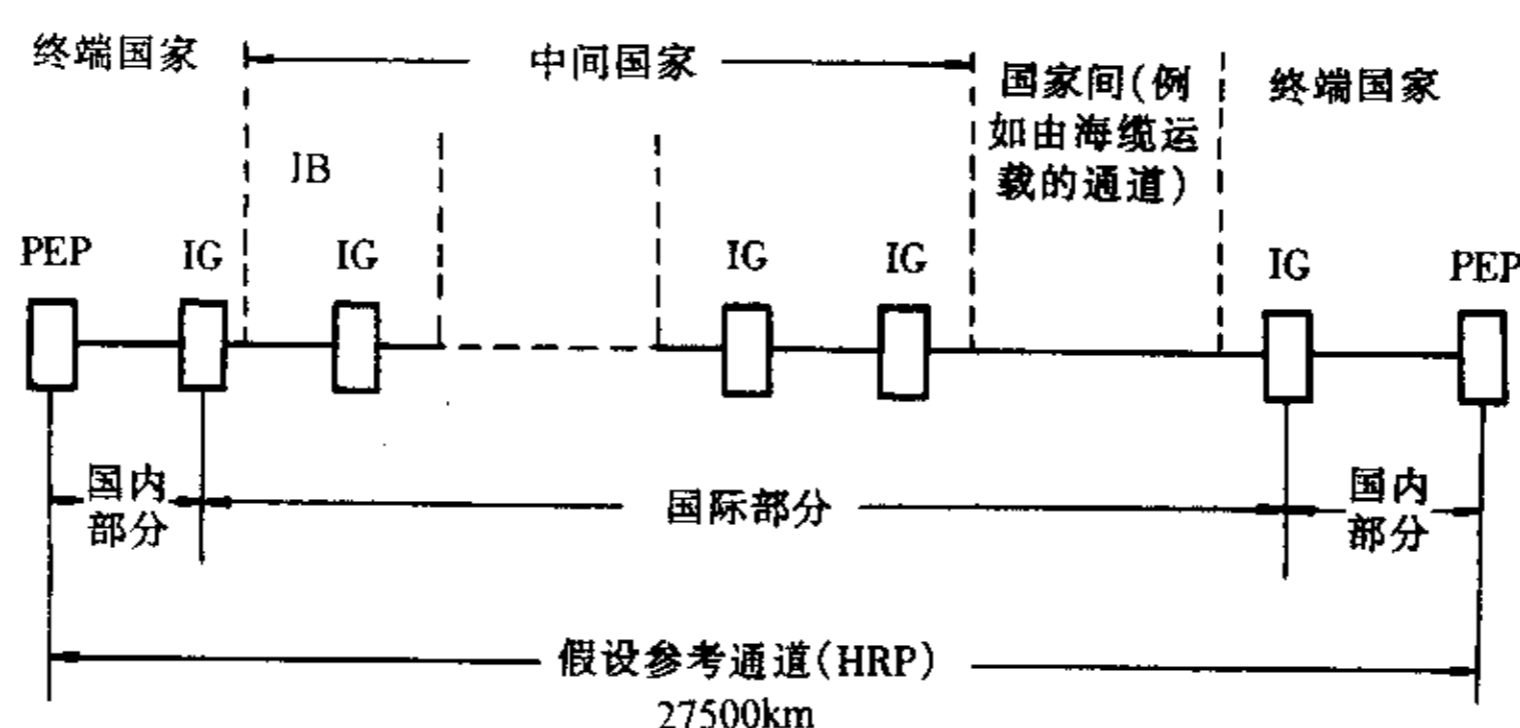 终端国家
中间国家
国家间(例
如由海缆运
载的通道)
终端国家
IB
PEP
IG
IG
IG
IG
IG
PEP
国内
部分
国际部分
国内
部分
假设参考通道(HRP)
27500km